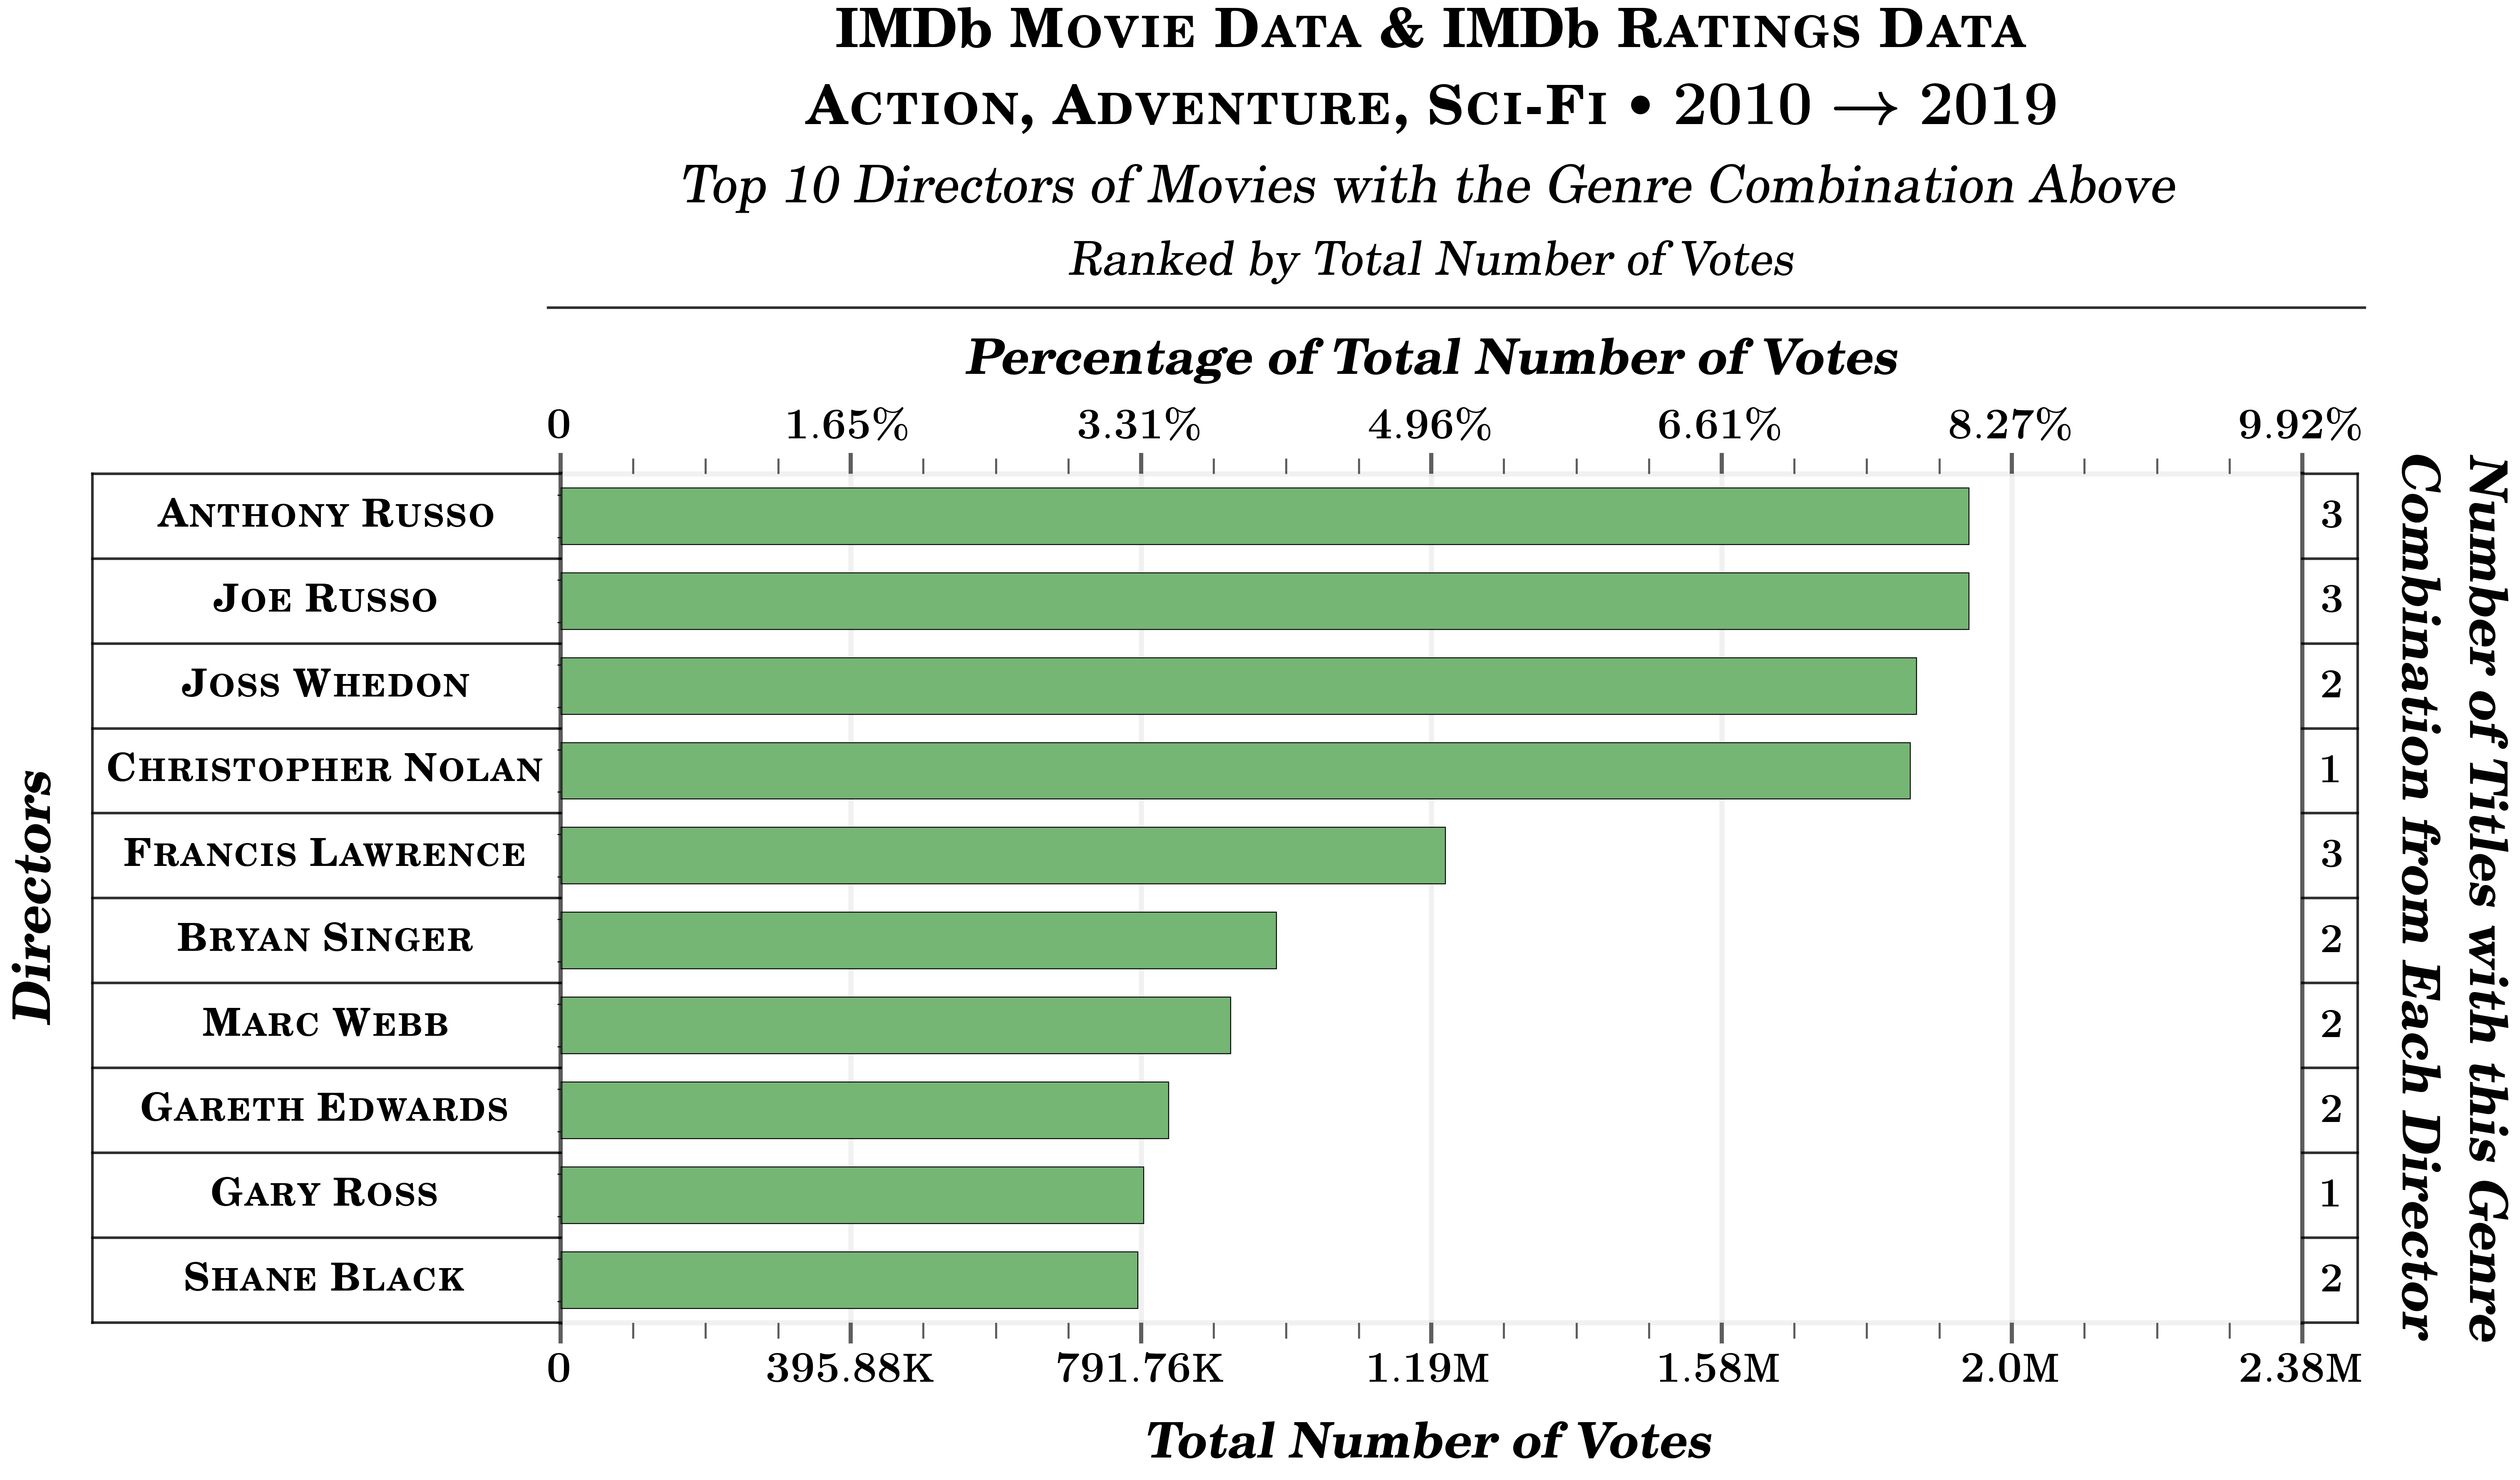 IMDb Movie Data & IMDb Ratings Data
Action, Adventure, Sci-Fi • 2010 → 2019
Top 10 Directors of Movies with the Genre Combination Above
Ranked by Total Number of Votes
Percentage of Total Number of Votes
0 1.65% 3.31% 4.96% 6.61% 8.27% 9.92%
Directors
Anthony Russo 3
Joe Russo 3
Joss Whedon 2
Christopher Nolan 1
Francis Lawrence 3
Bryan Singer 2
Marc Webb 2
Gareth Edwards 2
Gary Ross 1
Shane Black 2
Number of Titles with this Genre
Combination from Each Director
0 395.88K 791.76K 1.19M 1.58M 2.0M 2.38M
Total Number of Votes